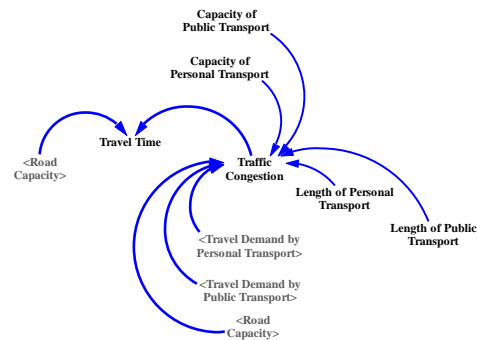 Capacity of
Public Transport
Capacity of
Personal Transport
Travel Time
<Road
Capacity>
Traffic
Congestion
Length of Personal
Transport
Length of Public
Transport
<Travel Demand by
Personal Transport>
<Travel Demand by
Public Transport>
<Road
Capacity>